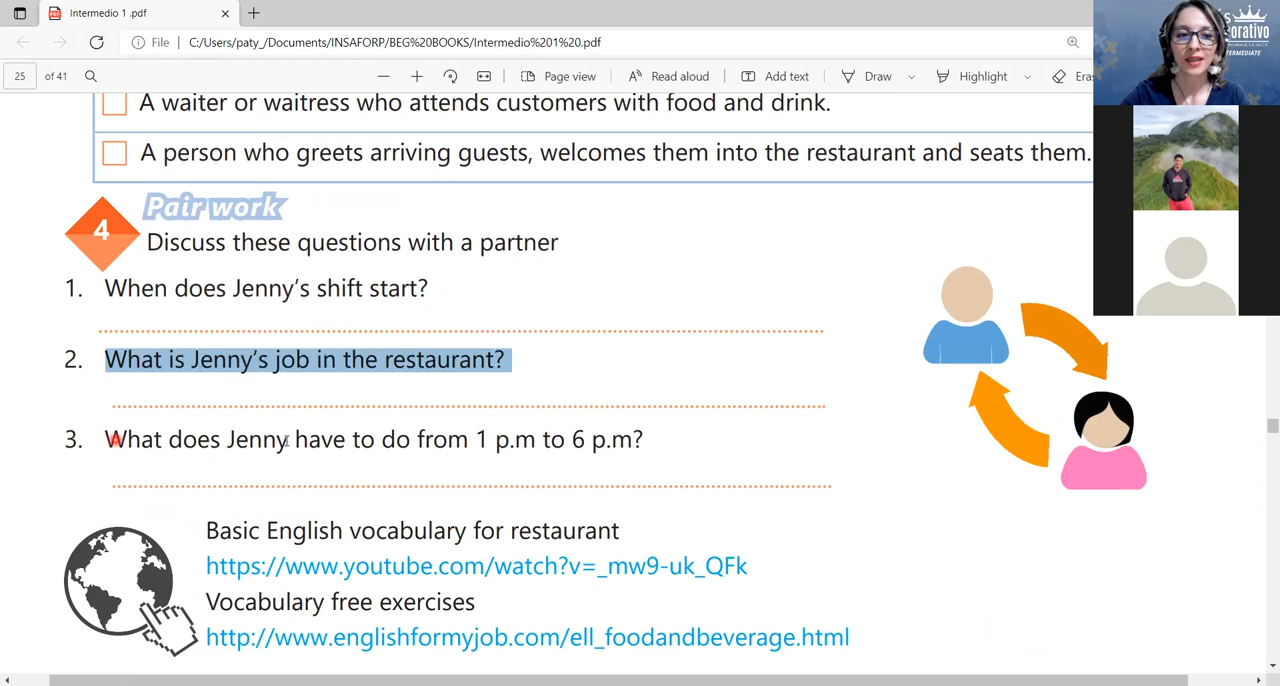 Intermedio 1 .pdf
File C:/Users/paty_/Documents/INSAFORP/BEG%20BOOKS/Intermedio%201%20.pdf
25 of 41 Page view Read aloud Add text Draw Highlight
A waiter or waitress who attends customers with food and drink.
A person who greets arriving guests, welcomes them into the restaurant and seats them.
Pair work
4
Discuss these questions with a partner
1. When does Jenny's shift start?
2. What is Jenny's job in the restaurant?
3. What does Jenny have to do from 1 p.m to 6 p.m?
Basic English vocabulary for restaurant
https://www.youtube.com/watch?v=_mw9-uk_QFk
Vocabulary free exercises
http://www.englishformyjob.com/ell_foodandbeverage.html